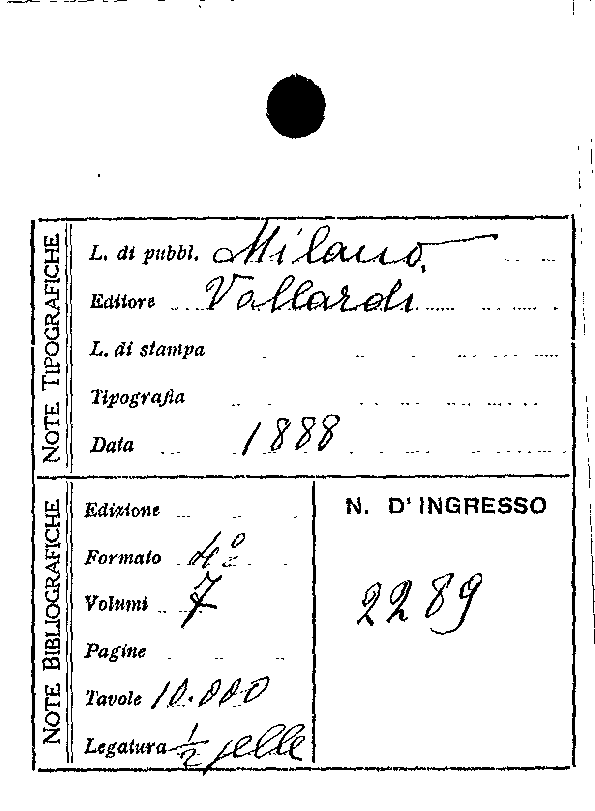 NOTE TIPOGRAFICHE
L. di pubbl. Milano
Editore Vallardi
L. di stampa
Tipografia
Data 1888
NOTE BIBLIOGRAFICHE
Edizione
Formato 4º
Volumi 7
Pagine
Tavole 10.000
Legatura 1/2 pelle
N. D'INGRESSO
2289